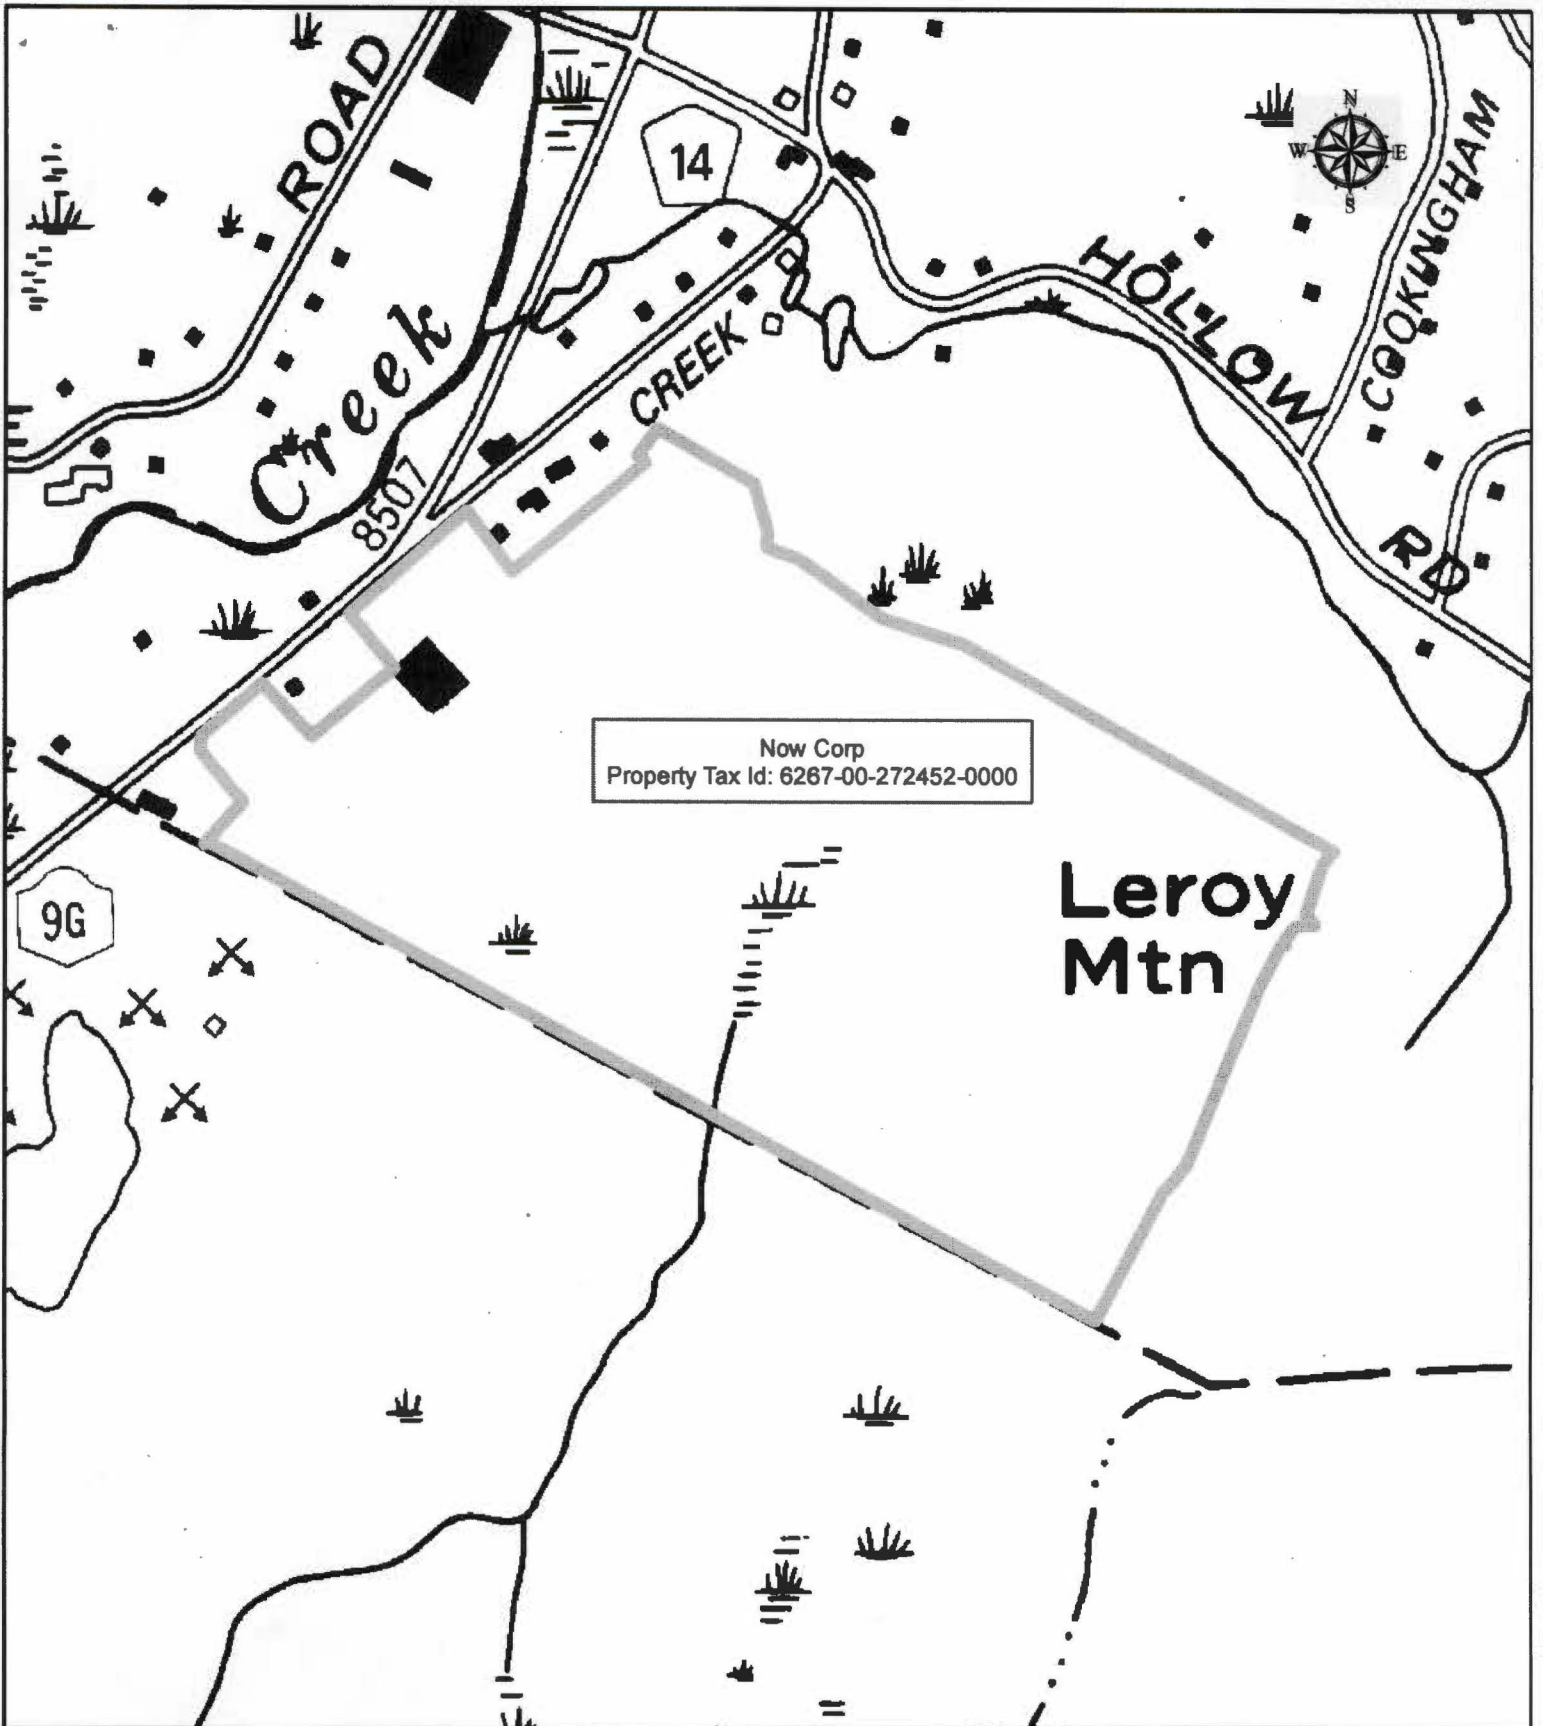 ROAD
14
N
W
E
S
COOKINGHAM
HOLLOW
Creek
CREEK
8507
RD
Now Corp
Property Tax Id: 6267-00-272452-0000
Leroy
Mtn
9G